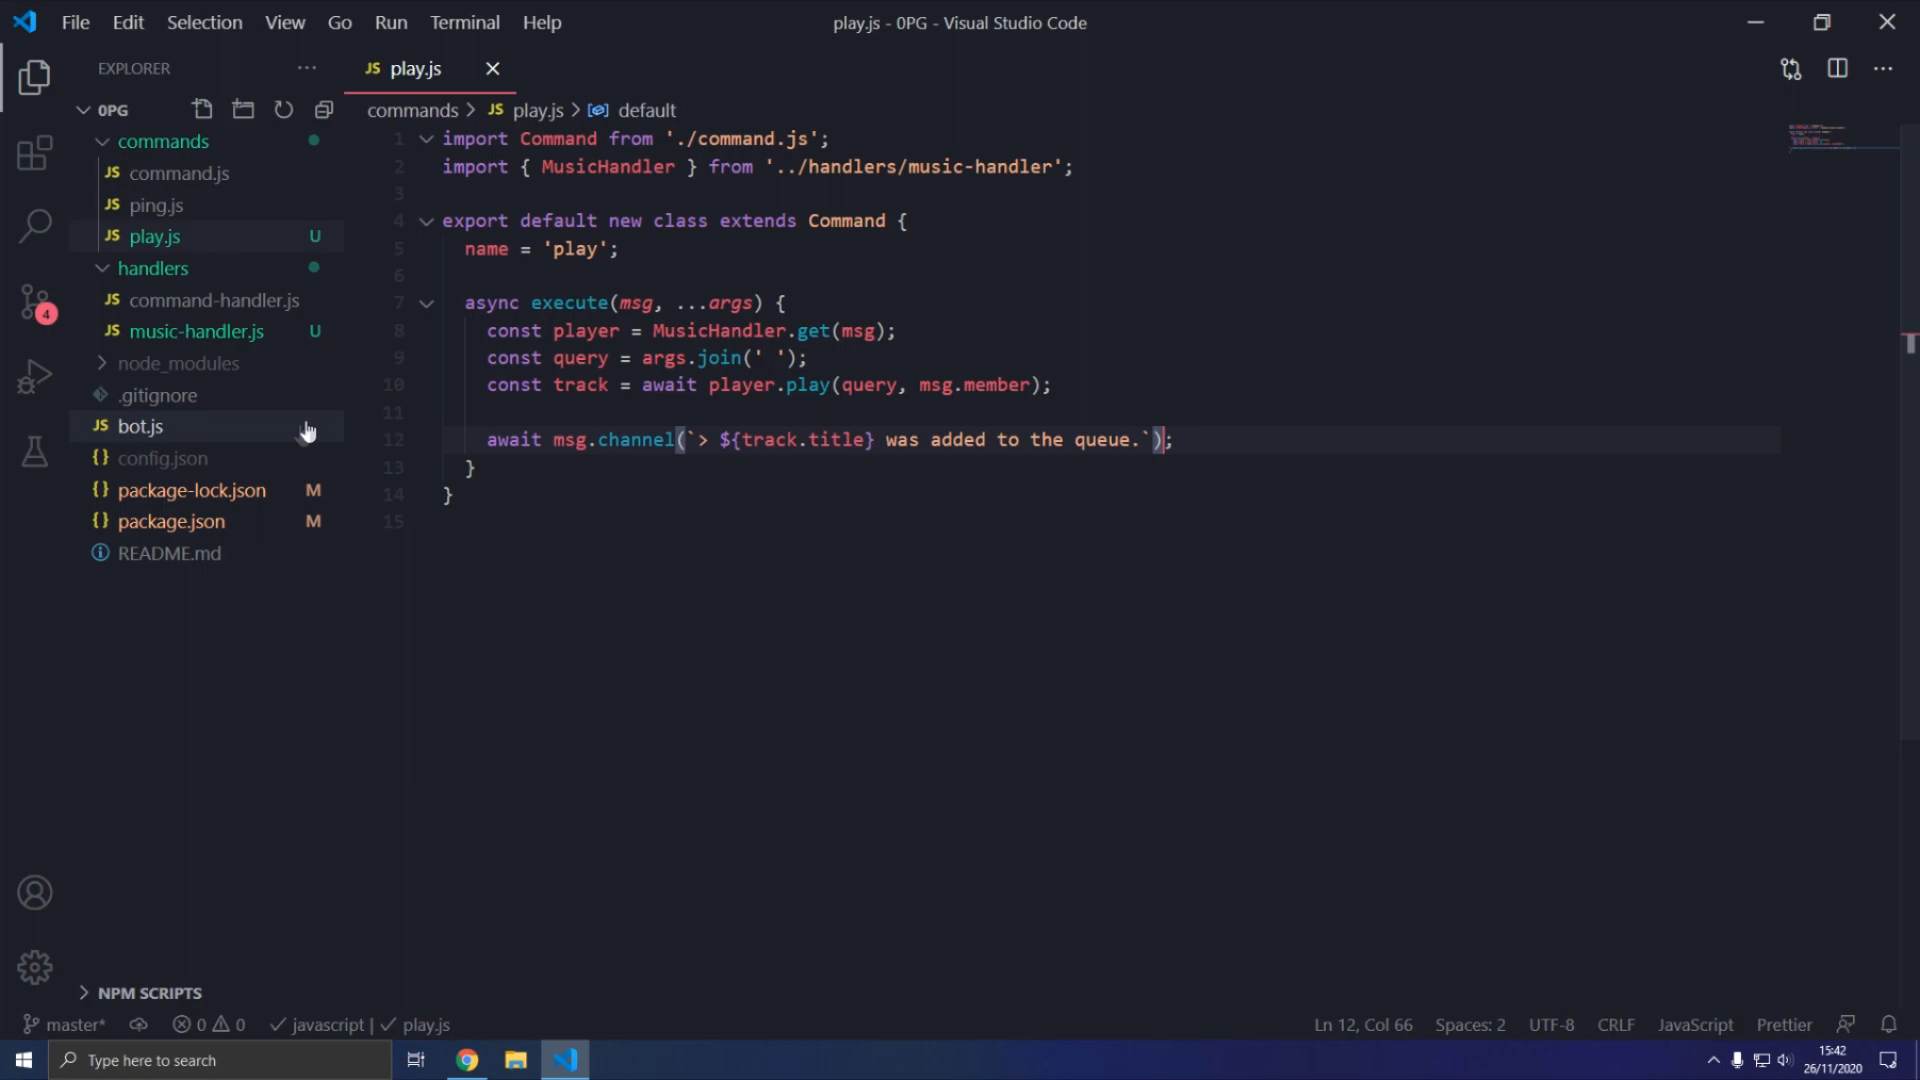 File Edit Selection View Go Run Terminal Help
play.js - 0PG - Visual Studio Code
EXPLORER
JS play.js
0PG
commands > JS play.js > default
commands
JS command.js
JS ping.js
JS play.js U
handlers
JS command-handler.js
JS music-handler.js U
node_modules
.gitignore
JS bot.js
{} config.json
{} package-lock.json M
{} package.json M
README.md
4
1 import Command from './command.js';
2 import { MusicHandler } from '../handlers/music-handler';
3
4 export default new class extends Command {
5 name = 'play';
6
7 async execute(msg, ...args) {
8 const player = MusicHandler.get(msg);
9 const query = args.join(' ');
10 const track = await player.play(query, msg.member);
11
12 await msg.channel(`> ${track.title} was added to the queue.`);
13 }
14 }
15
NPM SCRIPTS
master* 0 0 javascript | play.js
Ln 12, Col 66 Spaces: 2 UTF-8 CRLF JavaScript Prettier
Type here to search
15:42
26/11/2020